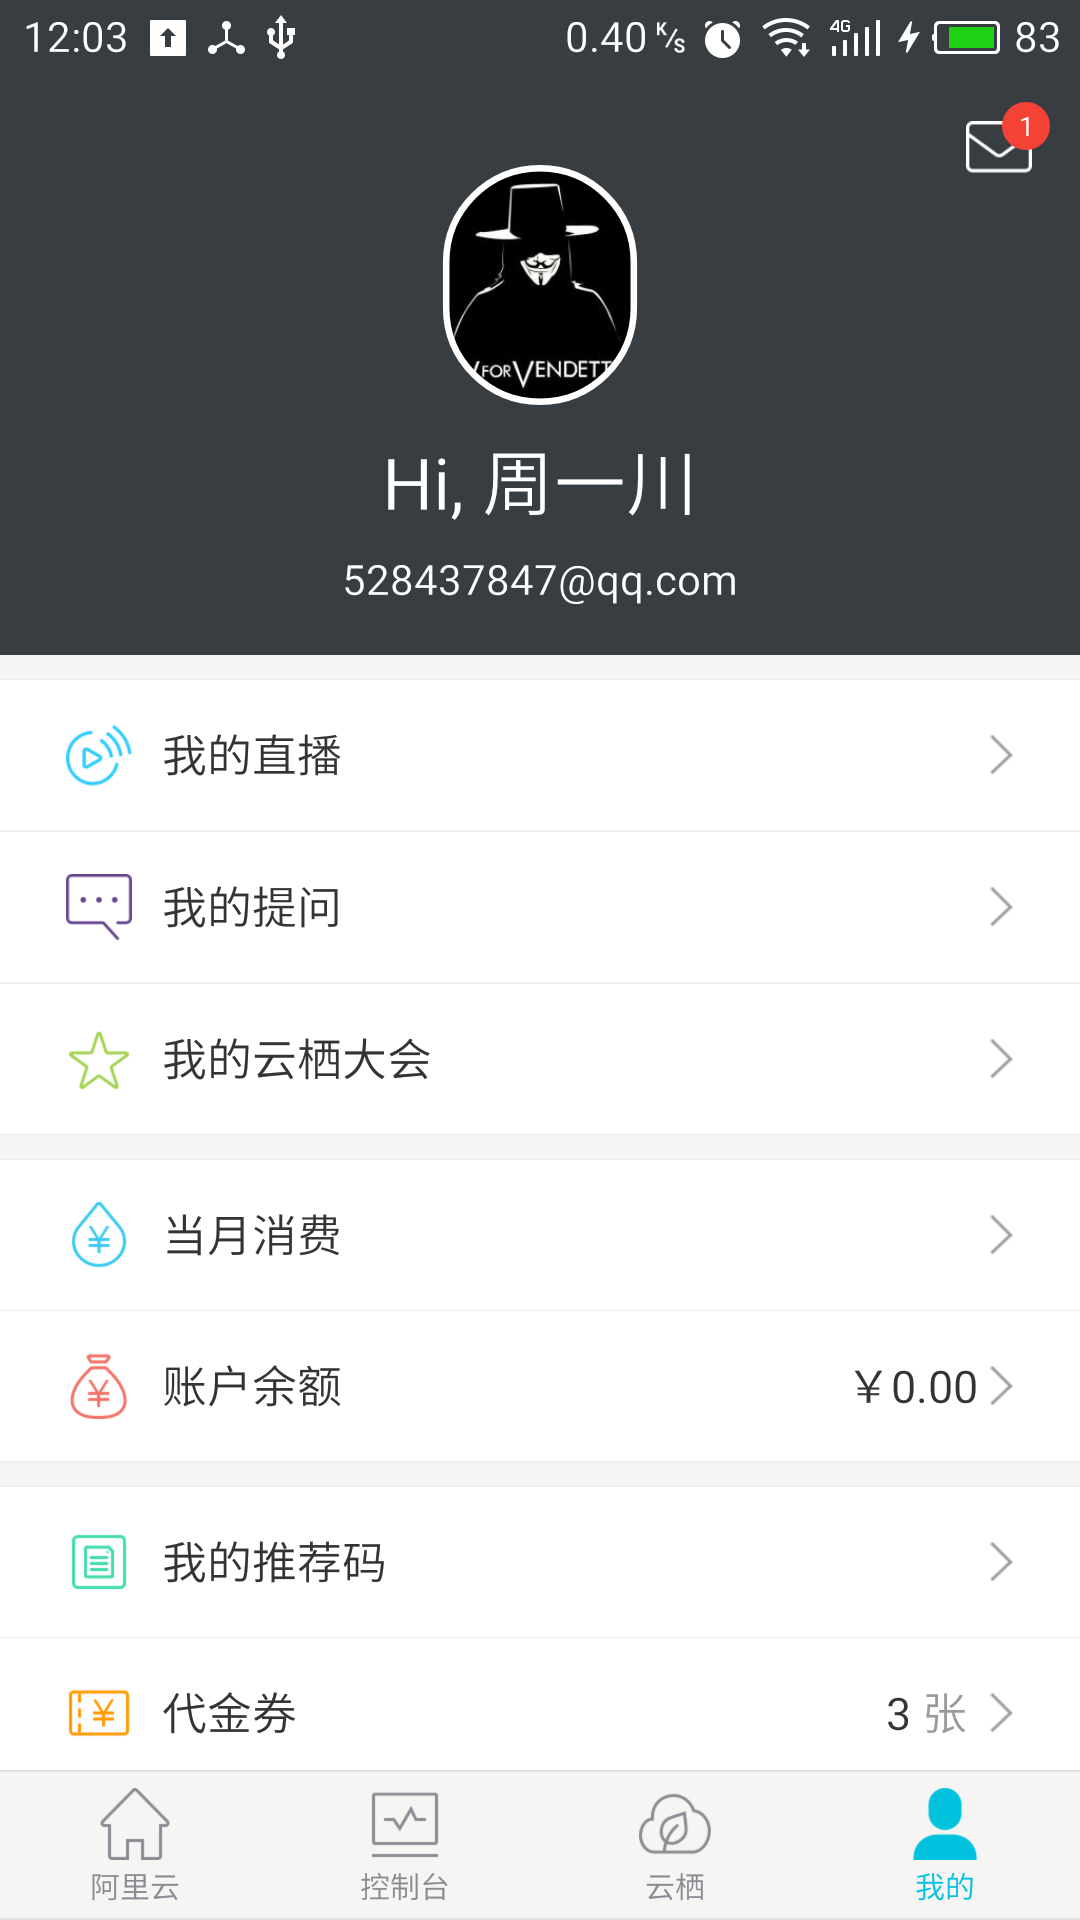 12:03 0.40 K/s 4G 83
1
V FOR VENDETT
Hi, 周一川
528437847@qq.com
我的直播
我的提问
我的云栖大会
当月消费
账户余额 ￥0.00
我的推荐码
代金券 3 张
阿里云 控制台 云栖 我的